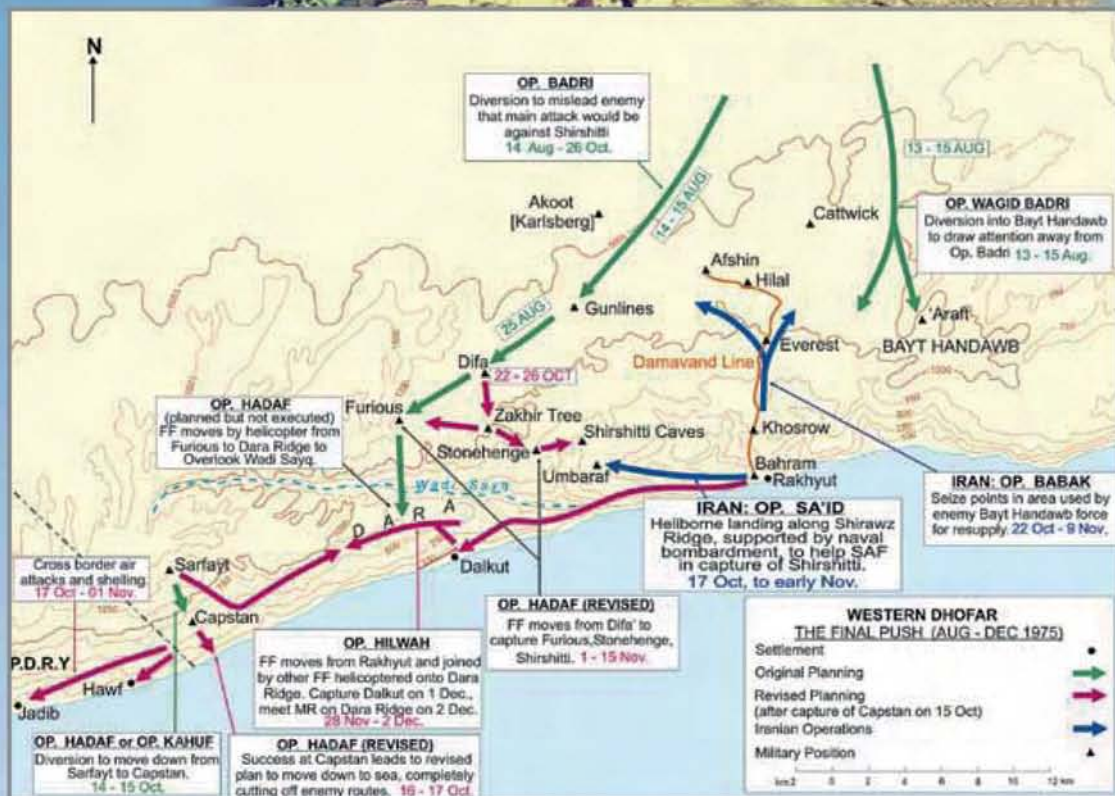 N
OP. BADRI
Diversion to mislead enemy
that main attack would be
against Shirshitti
14 Aug - 26 Oct.
13 - 15 AUG
14 - 15 AUG
Akoot
[Karlsberg]
Cattwick
OP. WAGID BADRI
Diversion into Bayt Handawb
to draw attention away from
Op. Badri 13 - 15 Aug.
Afshin
Hilal
Gunlines
25 AUG
'Araft
BAYT HANDAWB
Everest
Damavand Line
Difa
22 - 26 OCT
OP. HADAF
(planned but not executed)
FF moves by helicopter from
Furious to Dara Ridge to
Overlook Wadi Sayq.
Furious
Zakhir Tree
Stonehenge
Shirshitti Caves
Khosrow
Umbaraf
Bahram
Rakhyut
Wadi Sayq
DARA
IRAN: OP. BABAK
Seize points in area used by
enemy Bayt Handawb force
for resupply. 22 Oct - 9 Nov.
IRAN: OP. SA'ID
Heliborne landing along Shirawz
Ridge, supported by naval
bombardment, to help SAF
in capture of Shirshitti.
17 Oct, to early Nov.
Cross border air
attacks and shelling
17 Oct - 01 Nov.
Sarfayt
Capstan
Dalkut
OP. HADAF (REVISED)
FF moves from Difa' to
capture Furious, Stonehenge,
Shirshitti. 1 - 15 Nov.
OP. HILWAH
FF moves from Rakhyut and joined
by other FF helicoptered onto Dara
Ridge. Capture Dalkut on 1 Dec.,
meet MR on Dara Ridge on 2 Dec.
28 Nov - 2 Dec.
P.D.R.Y
Hawf
Jadib
OP. HADAF or OP. KAHUF
Diversion to move down from
Sarfayt to Capstan.
14 - 15 Oct.
OP. HADAF (REVISED)
Success at Capstan leads to revised
plan to move down to sea, completely
cutting off enemy routes. 16 - 17 Oct.
WESTERN DHOFAR
THE FINAL PUSH (AUG - DEC 1975)
Settlement
Original Planning
Revised Planning
(after capture of Capstan on 15 Oct)
Iranian Operations
Military Position
km.2 0 2 4 6 8 10 12 km